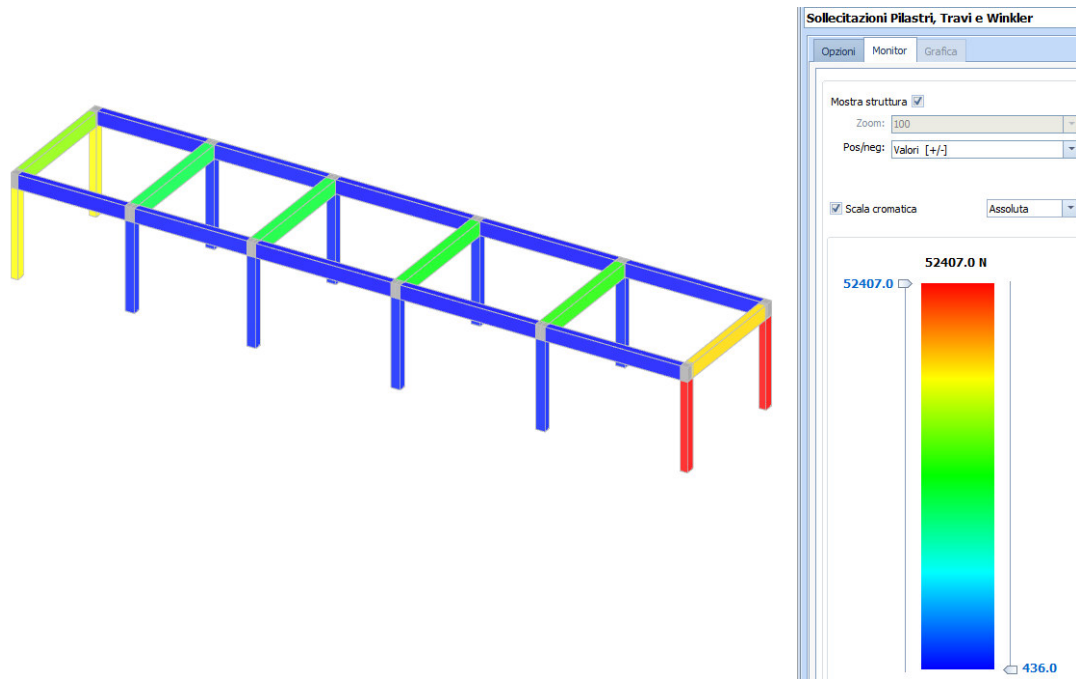 Sollecitazioni Pilastri, Travi e Winkler
Opzioni Monitor Grafica
Mostra struttura
Zoom: 100
Pos/neg: Valori [+/-]
Scala cromatica Assoluta
52407.0 N
52407.0
436.0